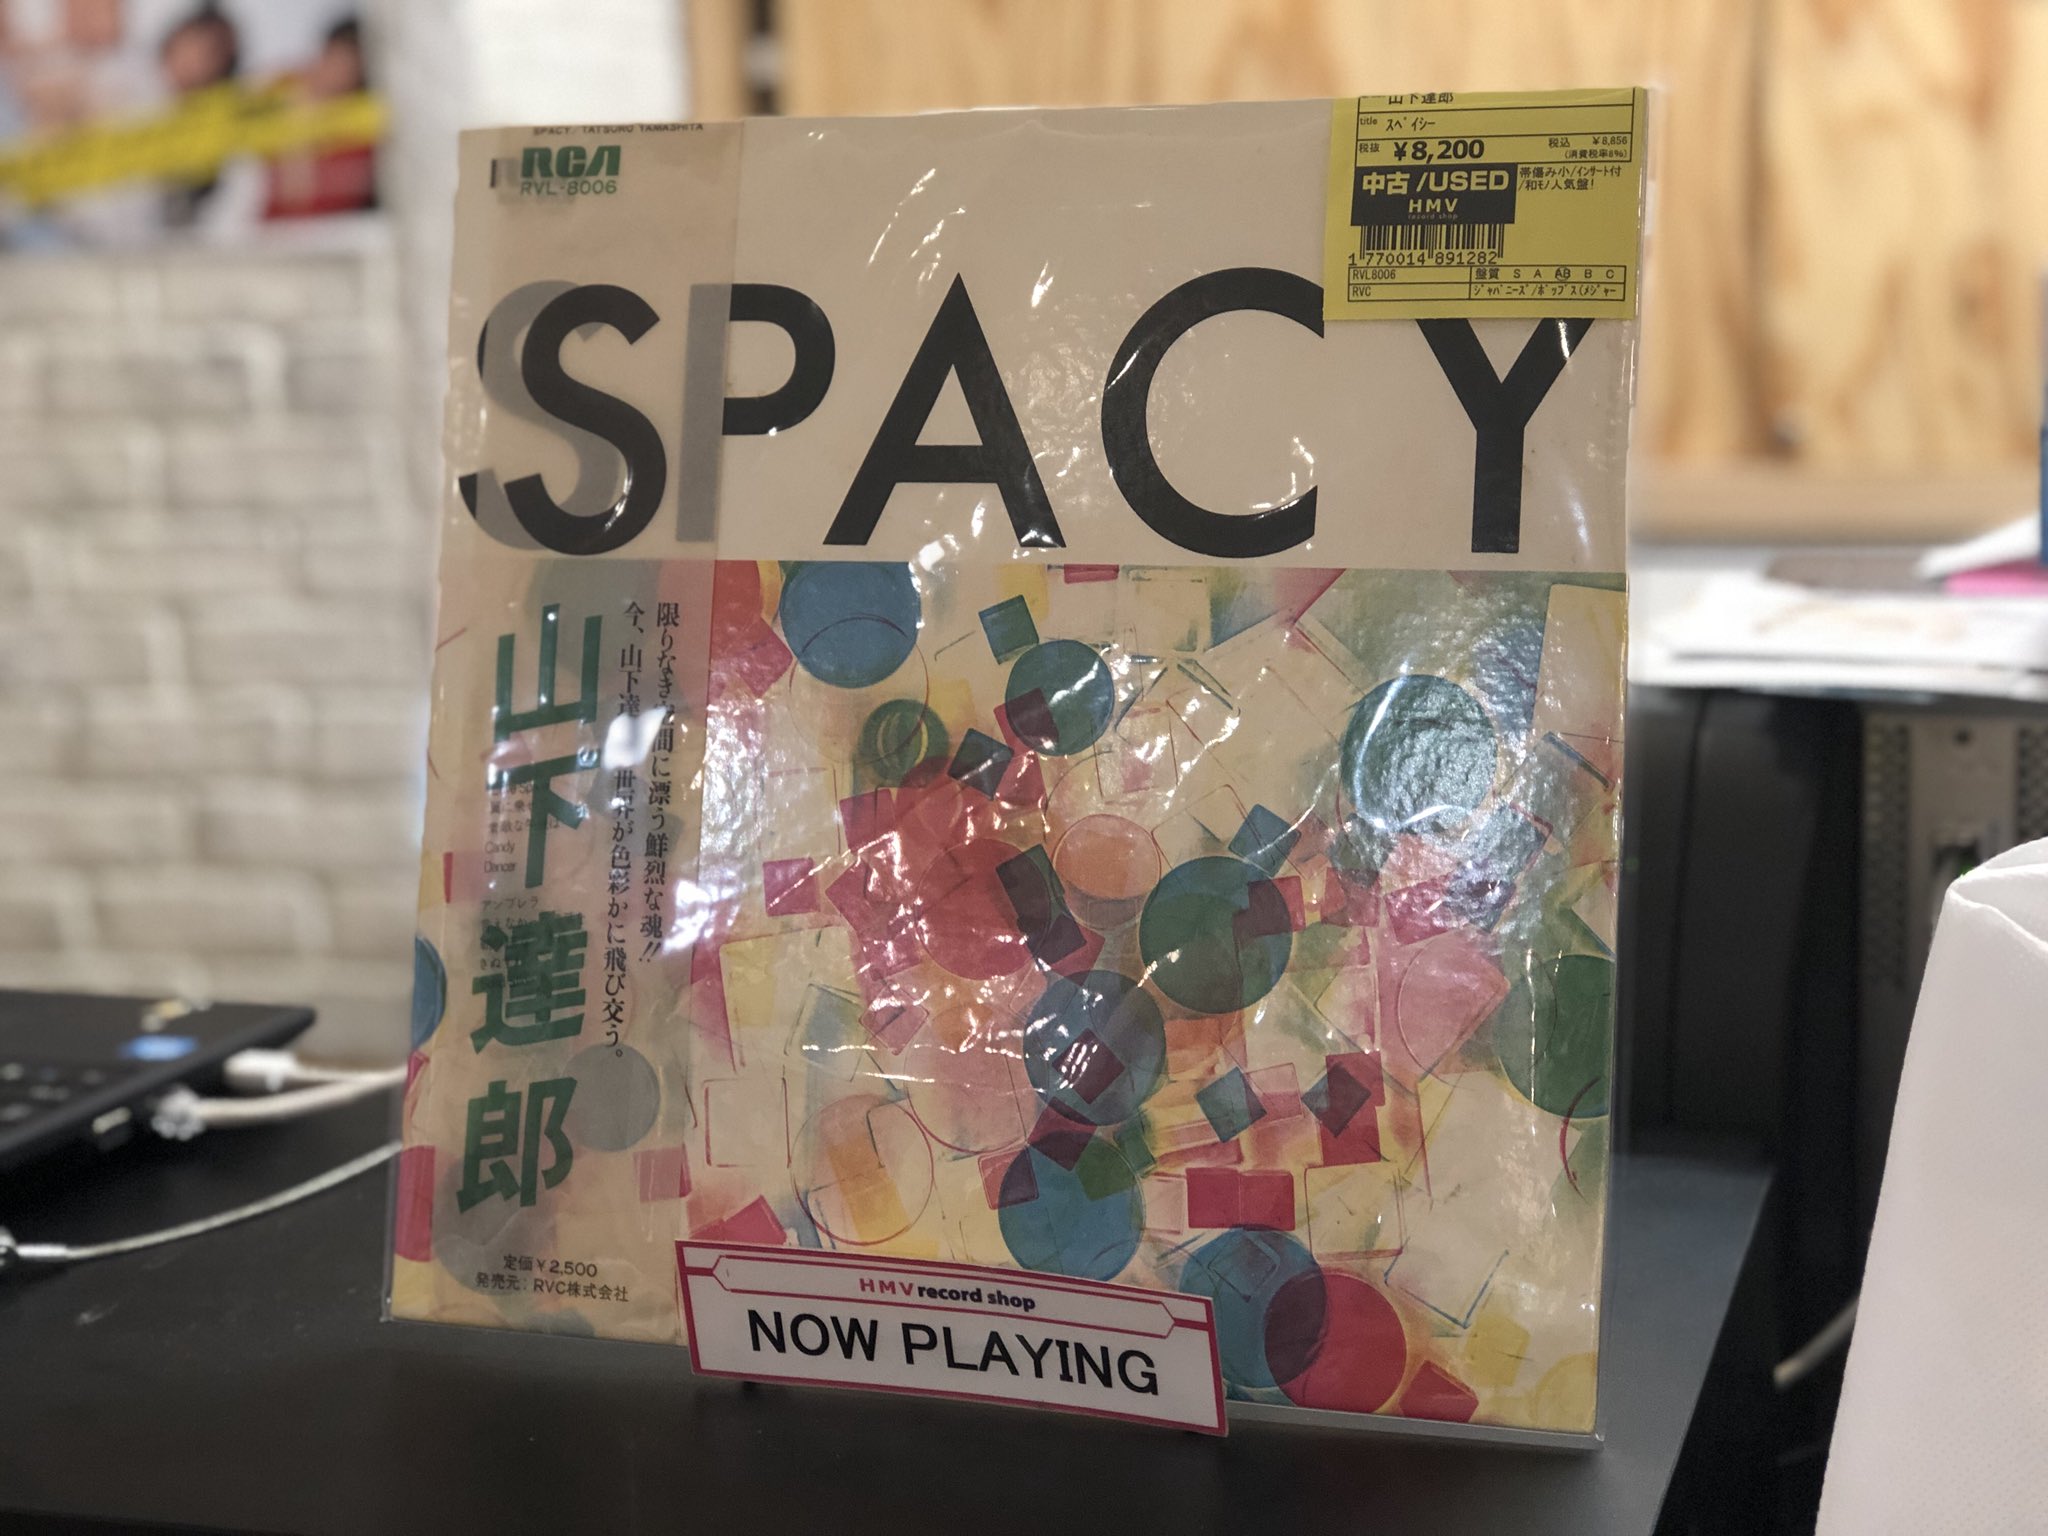 SPACY / TATSURO YAMASHITA
RCA
RVL-8006
SPACY
山下達郎
title スペイシー
税抜 ¥8,200 税込 ¥8,856
(消費税率8%)
中古/USED
HMV
record shop
帯傷み小/インサート付
/和モノ人気盤!
1770014891282
RVL8006 盤質 S A AB B C
RVC ジャパニーズ/ポップス(メジャー
限りなき空間に漂う鮮烈な魂!!
今、山下達
世界が色彩かに飛び交う。
山下達郎
Candy
Dancer
アンブレラ
定価¥2,500
発売元:RVC株式会社
HMV record shop
NOW PLAYING